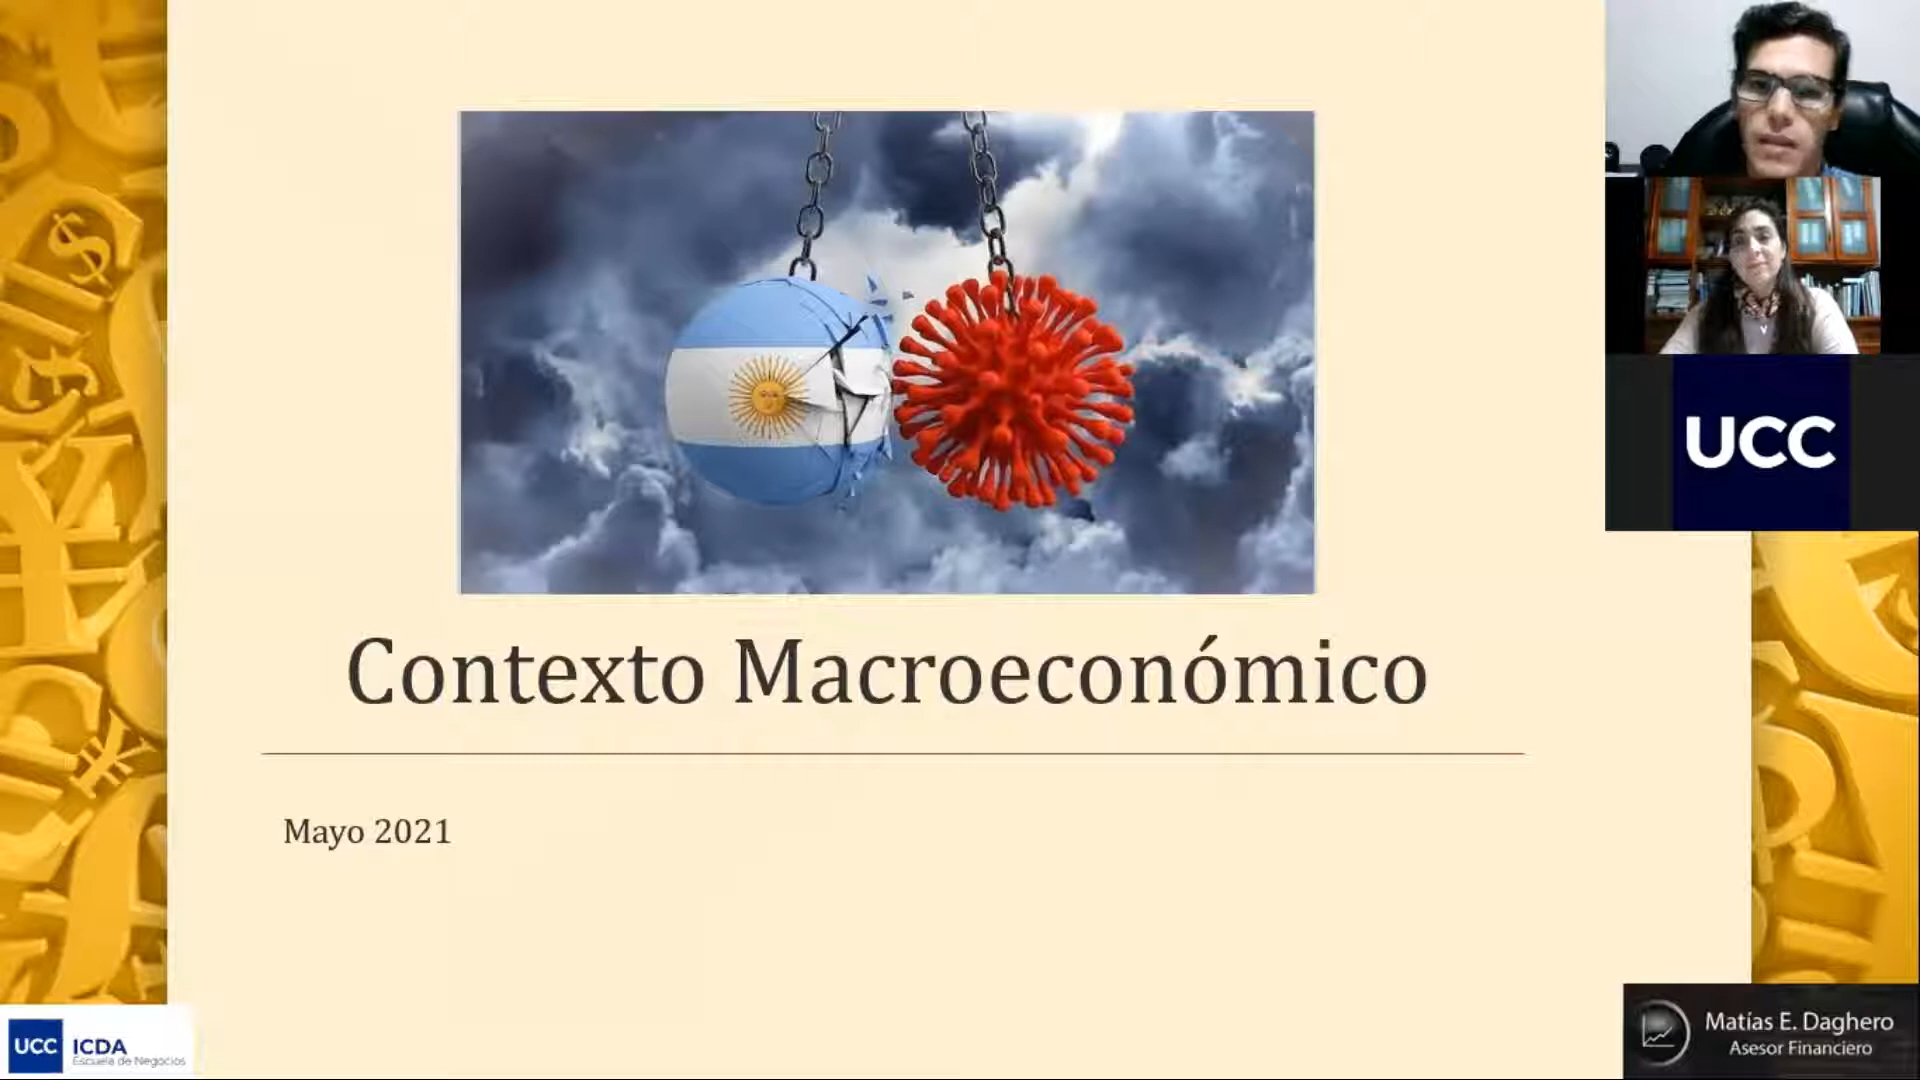 UCC
Contexto Macroeconómico
Mayo 2021
UCC ICDA
Escuela de Negocios
Matías E. Daghero
Asesor Financiero